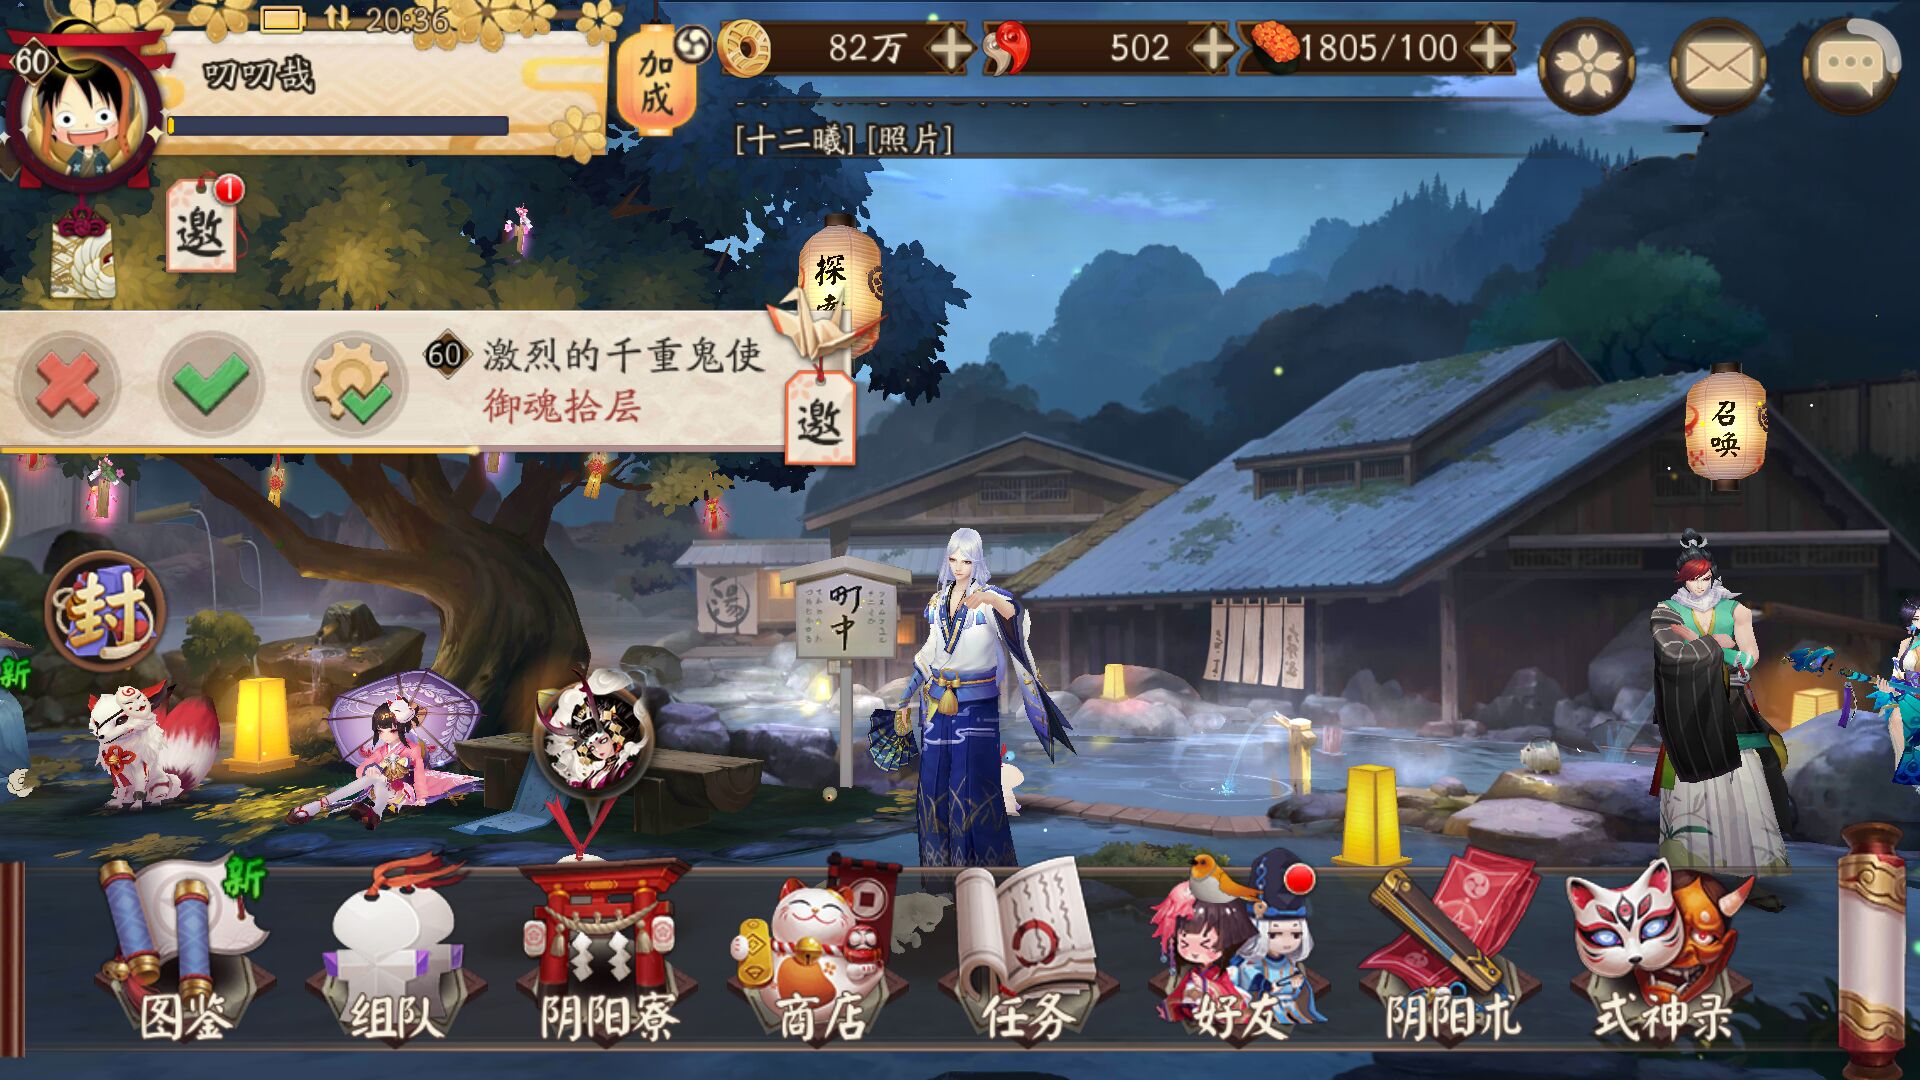 20:36
60
叨叨哉
加成
82万
502
1805/100
[十二曦] [照片]
邀
1
探
60
激烈的千重鬼使
御魂拾层
邀
召唤
封
新
町中
湯
新
图鉴
组队
阴阳寮
商店
任务
好友
阴阳术
式神录